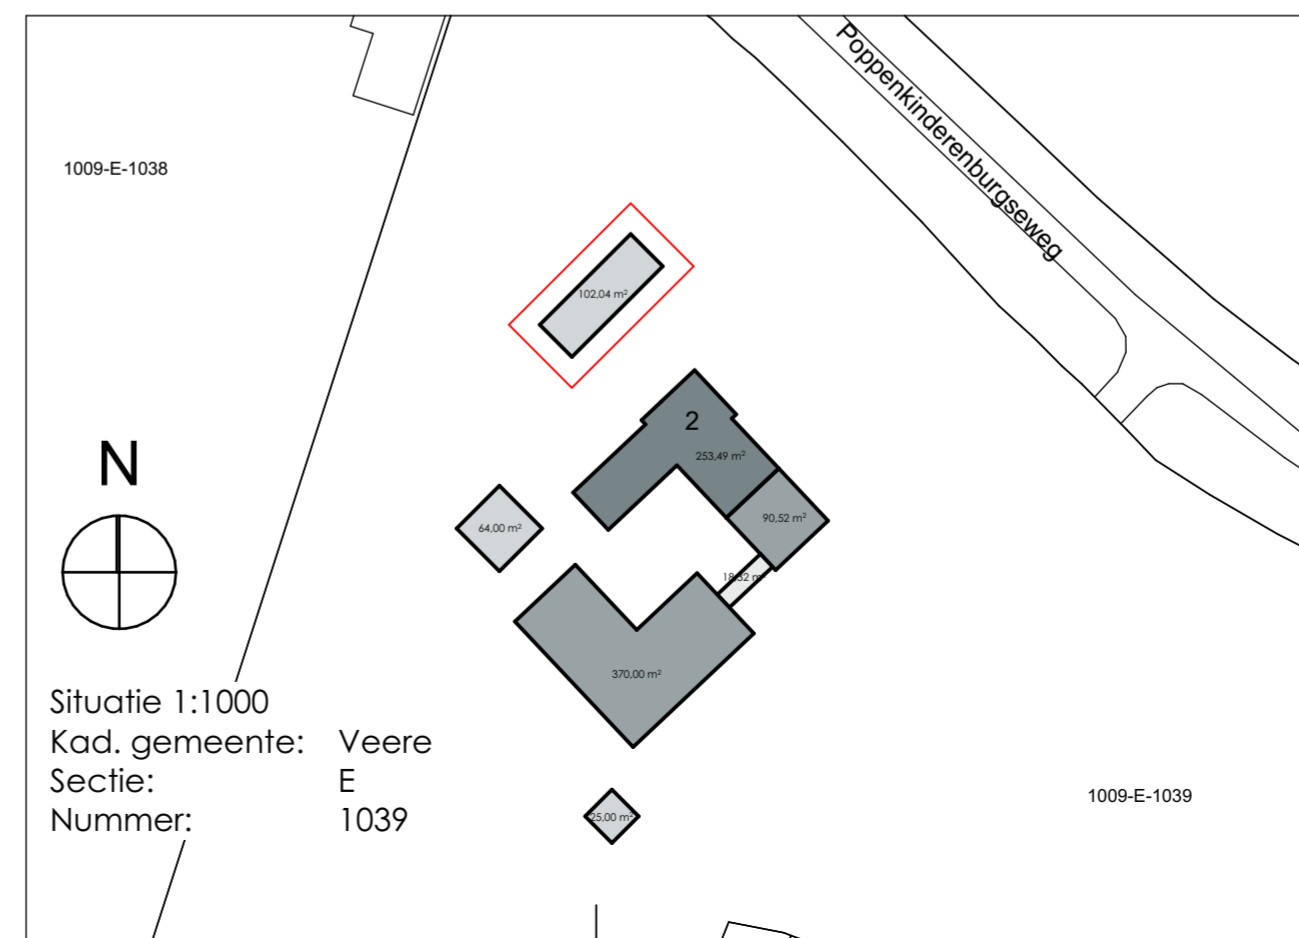 Poppenkinderenburgseweg
1009-E-1038
102,04 m²
2
253,49 m²
N
64,00 m²
90,52 m²
370,00 m²
Situatie 1:1000
Kad. gemeente: Veere
Sectie: E
Nummer: 1039
1009-E-1039
25,00 m²